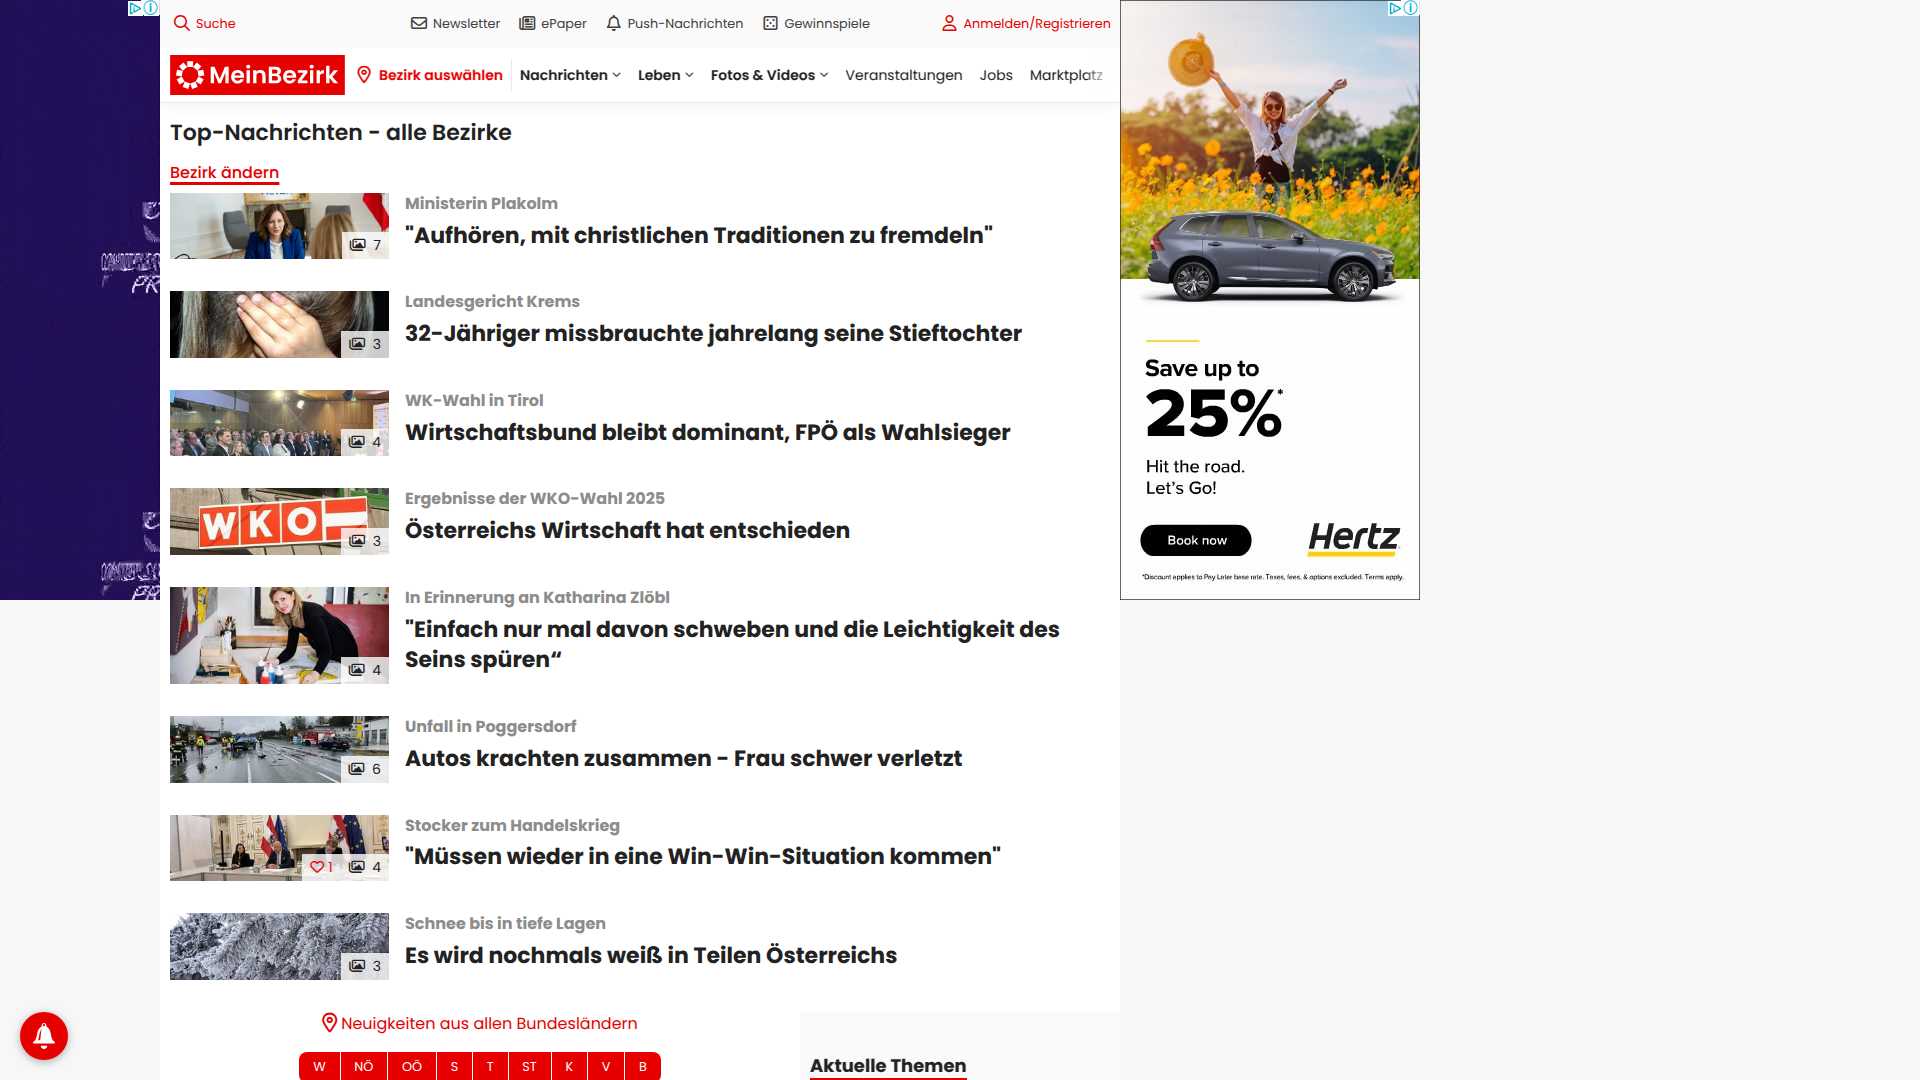 Suche
Newsletter
ePaper
Push-Nachrichten
Gewinnspiele
Anmelden/Registrieren
MeinBezirk
Bezirk auswählen
Nachrichten
Leben
Fotos & Videos
Veranstaltungen
Jobs
Marktplatz
Top-Nachrichten - alle Bezirke
Bezirk ändern
7
Ministerin Plakolm
"Aufhören, mit christlichen Traditionen zu fremdeln"
3
Landesgericht Krems
32-Jähriger missbrauchte jahrelang seine Stieftochter
4
WK-Wahl in Tirol
Wirtschaftsbund bleibt dominant, FPÖ als Wahlsieger
WKO
3
Ergebnisse der WKO-Wahl 2025
Österreichs Wirtschaft hat entschieden
4
In Erinnerung an Katharina Zlöbl
"Einfach nur mal davon schweben und die Leichtigkeit des
Seins spüren“
6
Unfall in Poggersdorf
Autos krachten zusammen - Frau schwer verletzt
1 4
Stocker zum Handelskrieg
"Müssen wieder in eine Win-Win-Situation kommen"
3
Schnee bis in tiefe Lagen
Es wird nochmals weiß in Teilen Österreichs
Neuigkeiten aus allen Bundesländern
W NÖ OÖ S T ST K V B
Aktuelle Themen
Save up to
25%*
Hit the road.
Let's Go!
Book now
Hertz
*Discount applies to Pay Later base rate. Taxes, fees, & options excluded. Terms apply.